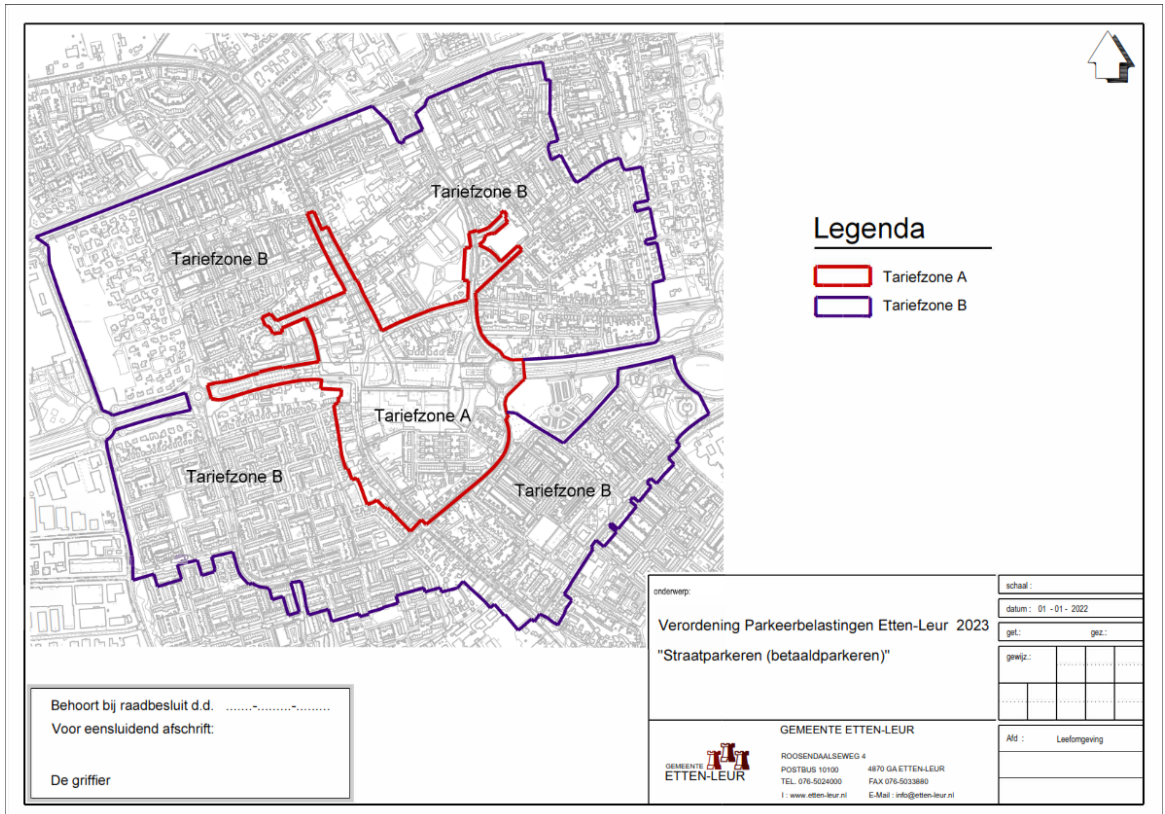 Tariefzone B
Tariefzone B
Tariefzone A
Tariefzone B
Tariefzone B
Legenda
Tariefzone A
Tariefzone B
onderwerp:
Verordening Parkeerbelastingen Etten-Leur 2023
"Straatparkeren (betaaldparkeren)"
schaal :
datum : 01 -01- 2022
get.: gez.:
gewijz.:
Afd : Leefomgeving
GEMEENTE
ETTEN-LEUR
GEMEENTE ETTEN-LEUR
ROOSENDAALSEWEG 4
POSTBUS 10100 4870 GA ETTEN-LEUR
TEL. 076-5024000 FAX 076-5033880
I : www.etten-leur.nl E-Mail : info@etten-leur.nl
Behoort bij raadbesluit d.d. .......-.........-.........
Voor eensluidend afschrift:
De griffier